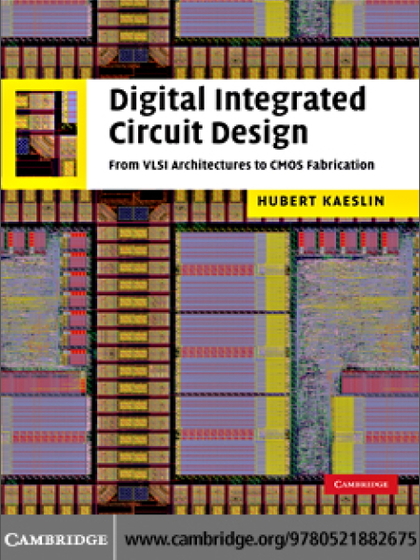 Digital Integrated
Circuit Design
From VLSI Architectures to CMOS Fabrication
HUBERT KAESLIN
CAMBRIDGE
CAMBRIDGE
www.cambridge.org/9780521882675